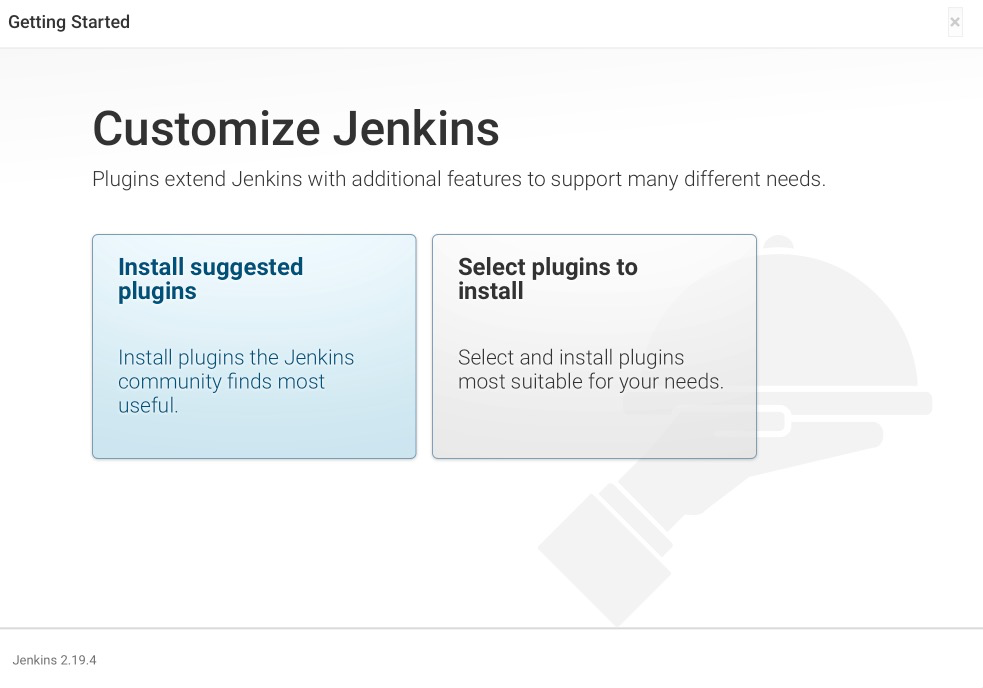 Getting Started
×
Customize Jenkins
Plugins extend Jenkins with additional features to support many different needs.
Install suggested
plugins
Install plugins the Jenkins
community finds most
useful.
Select plugins to
install
Select and install plugins
most suitable for your needs.
Jenkins 2.19.4